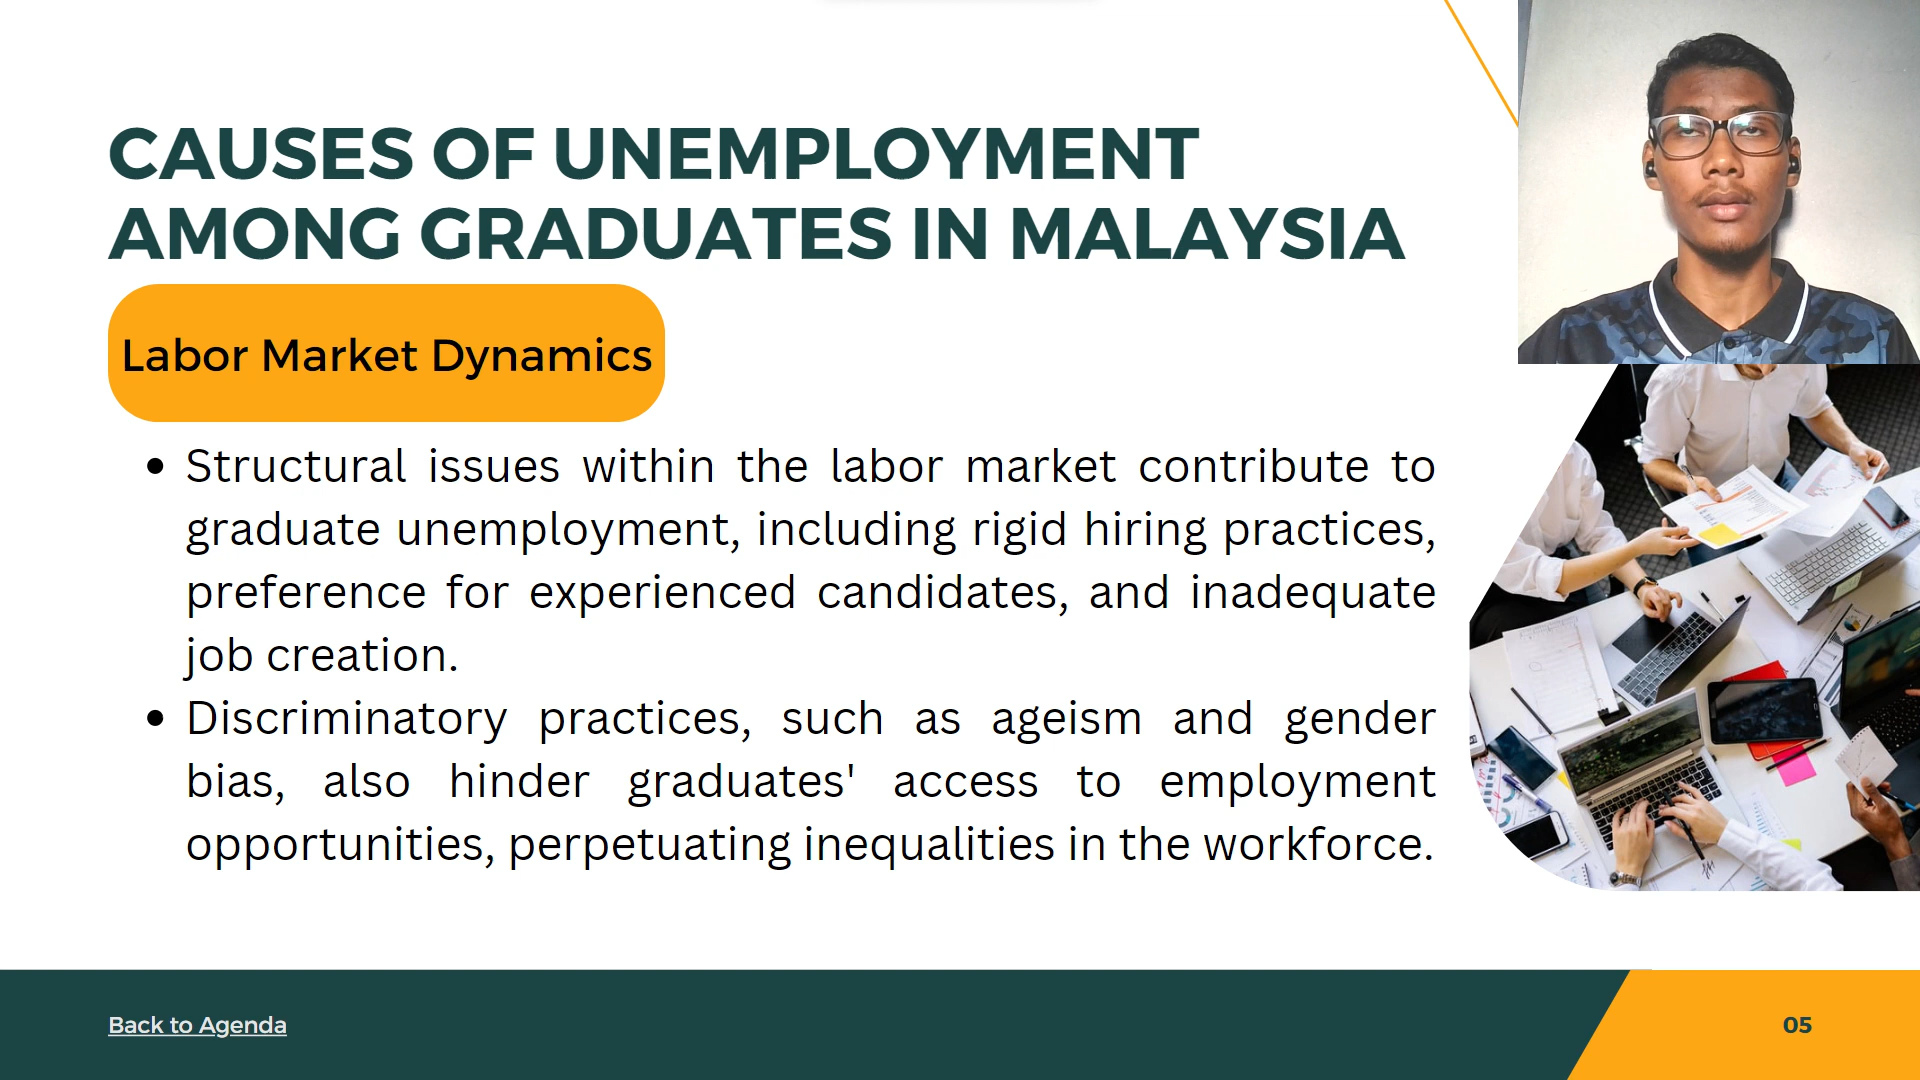 CAUSES OF UNEMPLOYMENT
AMONG GRADUATES IN MALAYSIA
Labor Market Dynamics
• Structural issues within the labor market contribute to
graduate unemployment, including rigid hiring practices,
preference for experienced candidates, and inadequate
job creation.
• Discriminatory practices, such as ageism and gender
bias, also hinder graduates' access to employment
opportunities, perpetuating inequalities in the workforce.
Back to Agenda
05